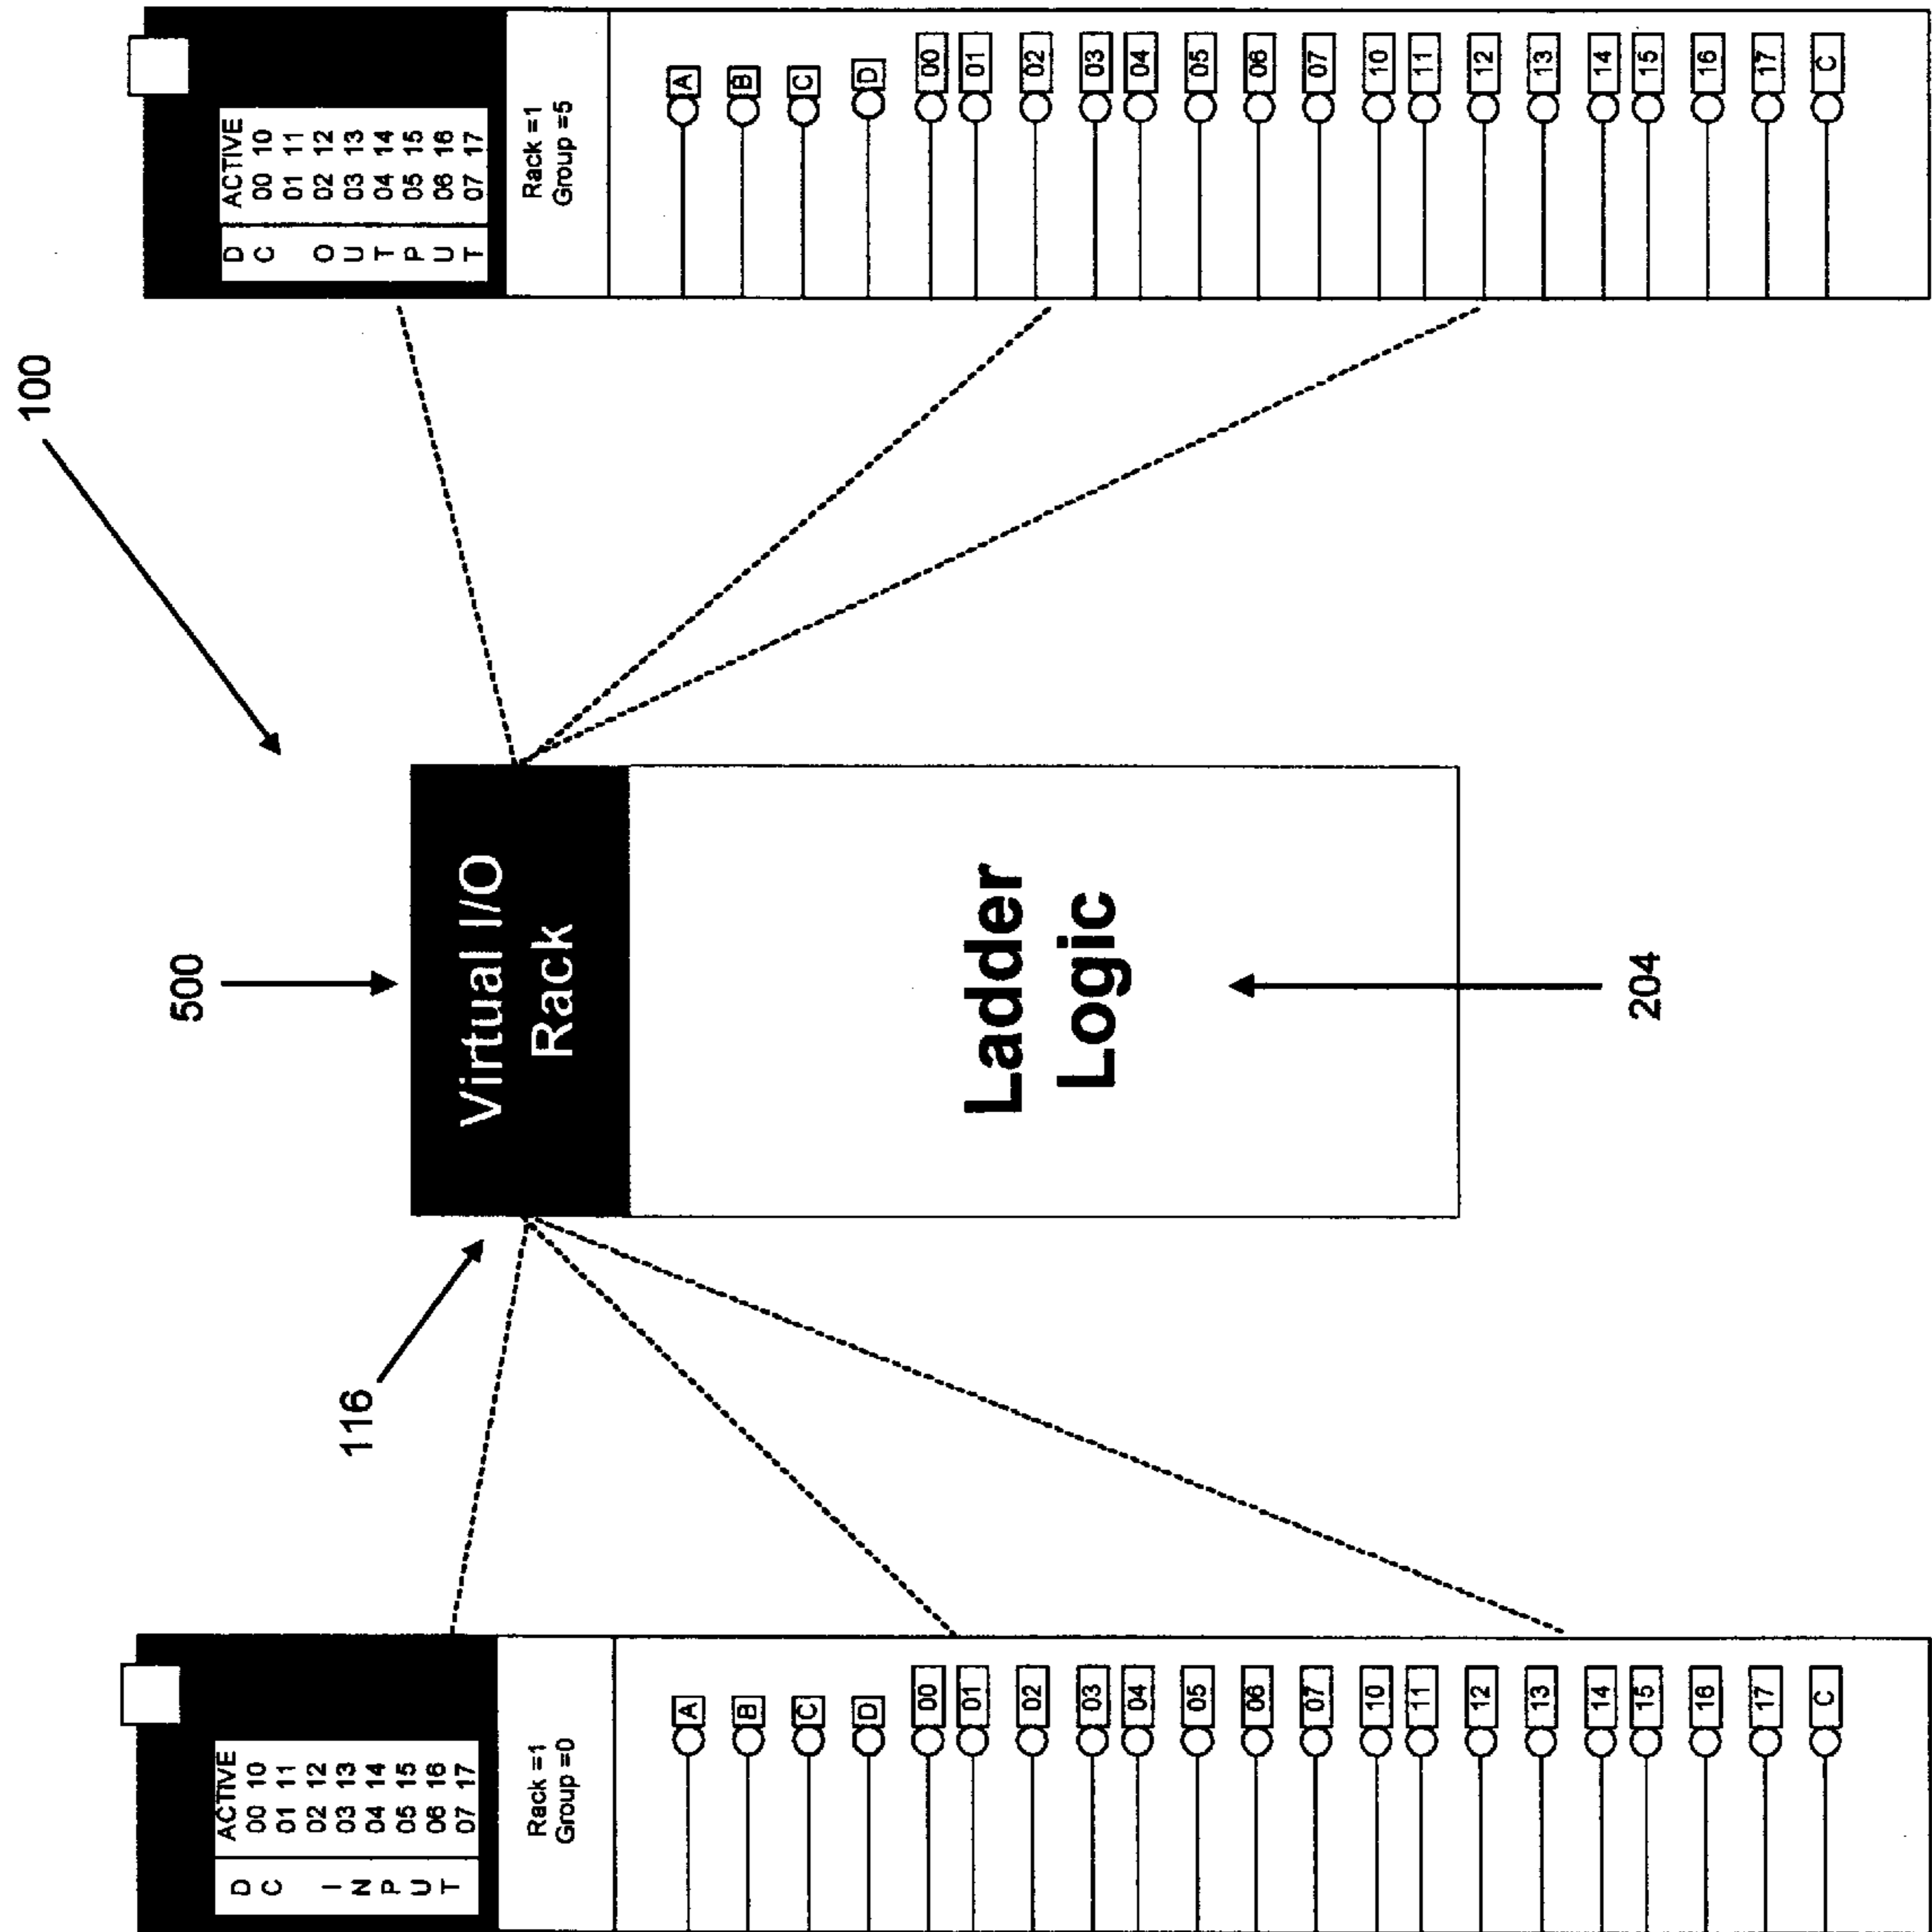 D ACTIVE
C 00 10
01 11
I 02 12
N 03 13
P 04 14
U 05 15
T 06 16
07 17
Rack =1
Group =0
A
B
C
D
00
01
02
03
04
05
06
07
10
11
12
13
14
15
16
17
C
100
500
116
Virtual I/O
Rack
Ladder
Logic
204
D ACTIVE
C 00 10
01 11
O 02 12
U 03 13
T 04 14
P 05 15
U 06 16
T 07 17
Rack =1
Group =5
A
B
C
D
00
01
02
03
04
05
06
07
10
11
12
13
14
15
16
17
C